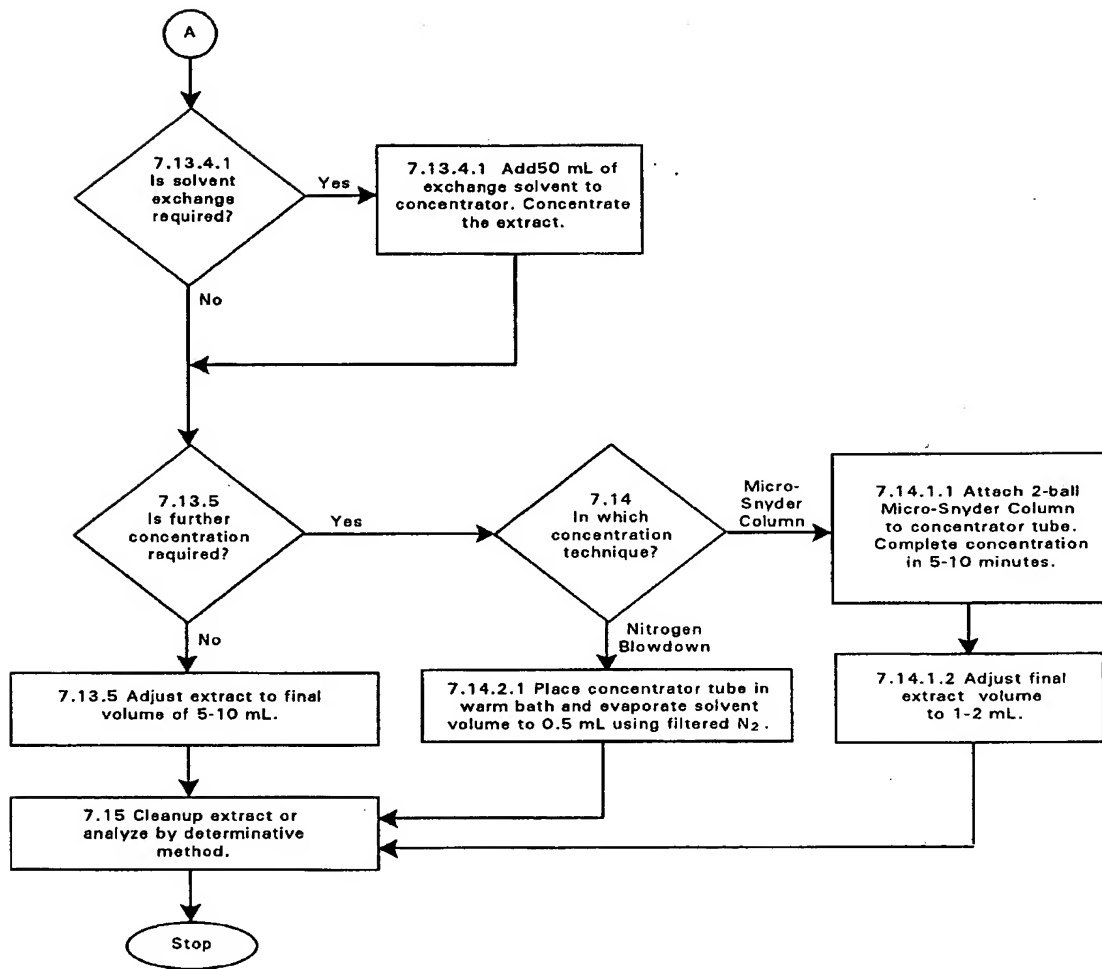 A
7.13.4.1
Is solvent
exchange
required?
Yes
7.13.4.1 Add50 mL of
exchange solvent to
concentrator. Concentrate
the extract.
No
7.13.5
Is further
concentration
required?
Yes
7.14
In which
concentration
technique?
Micro-
Snyder
Column
7.14.1.1 Attach 2-ball
Micro-Snyder Column
to concentrator tube.
Complete concentration
in 5-10 minutes.
No
Nitrogen
Blowdown
7.13.5 Adjust extract to final
volume of 5-10 mL.
7.14.2.1 Place concentrator tube in
warm bath and evaporate solvent
volume to 0.5 mL using filtered N₂.
7.14.1.2 Adjust final
extract volume
to 1-2 mL.
7.15 Cleanup extract or
analyze by determinative
method.
Stop